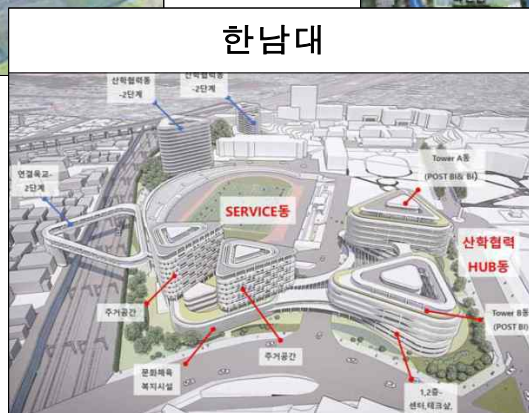 한남대
산학협력동
-2단계
산학협력동
-2단계
연결육교-
2단계
Tower A동
(POST BI& BI)
SERVICE동
산학협력
HUB동
주거공간
Tower B동
(POST BI)
주거공간
문화체육
복지시설
1,2층-
센터,테크샵,